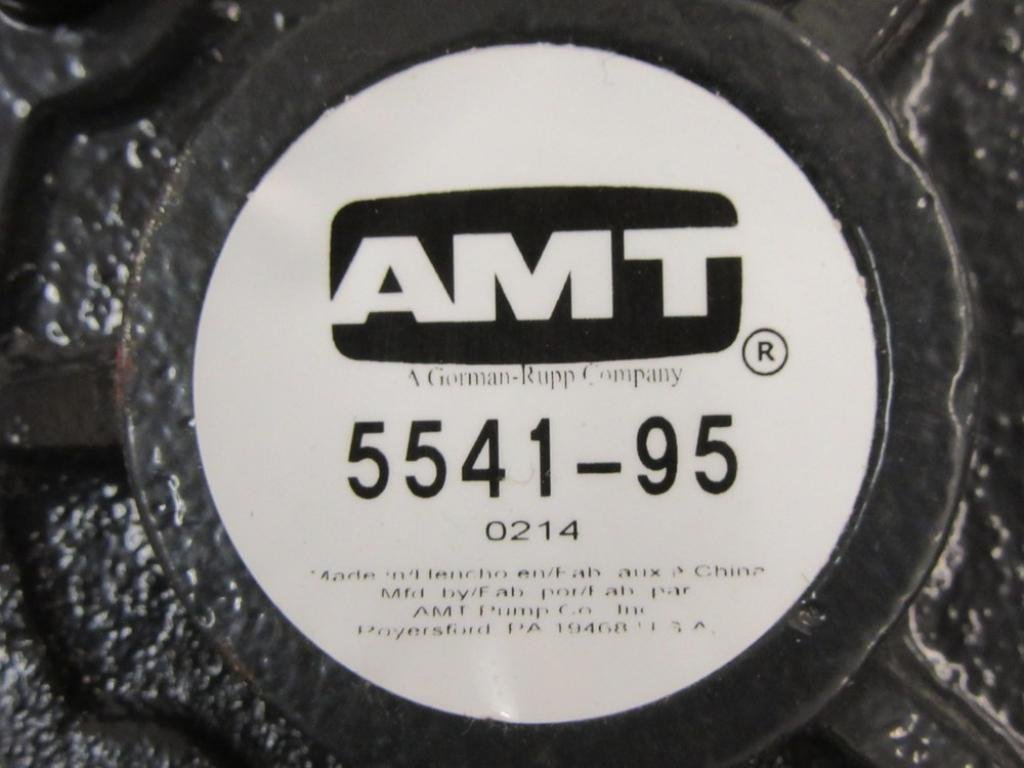 AMT
®
A Gorman-Rupp Company
5541-95
0214
Made in/Hencho en/Fab aux P China
Mfd by/Fab por/Fab par
AMT Pump Co Inc
Royersford, PA 19468 U.S.A.